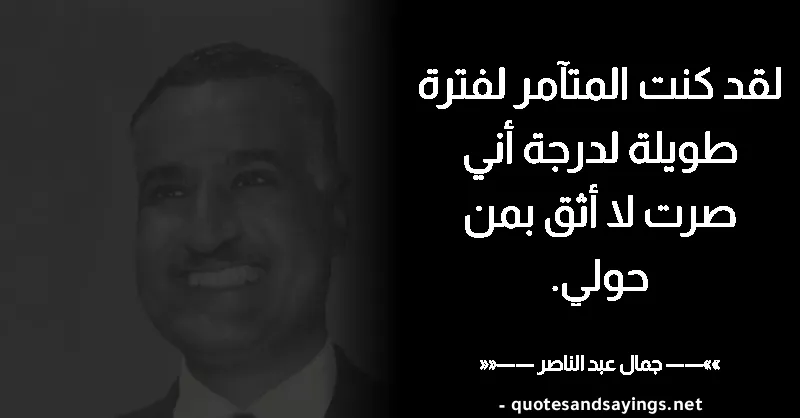 لقد كنت المتآمر لفترة
طويلة لدرجة أني
صرت لا أثق بمن
حولي.
»»—— جمال عبد الناصر ——««
- quotesandsayings.net